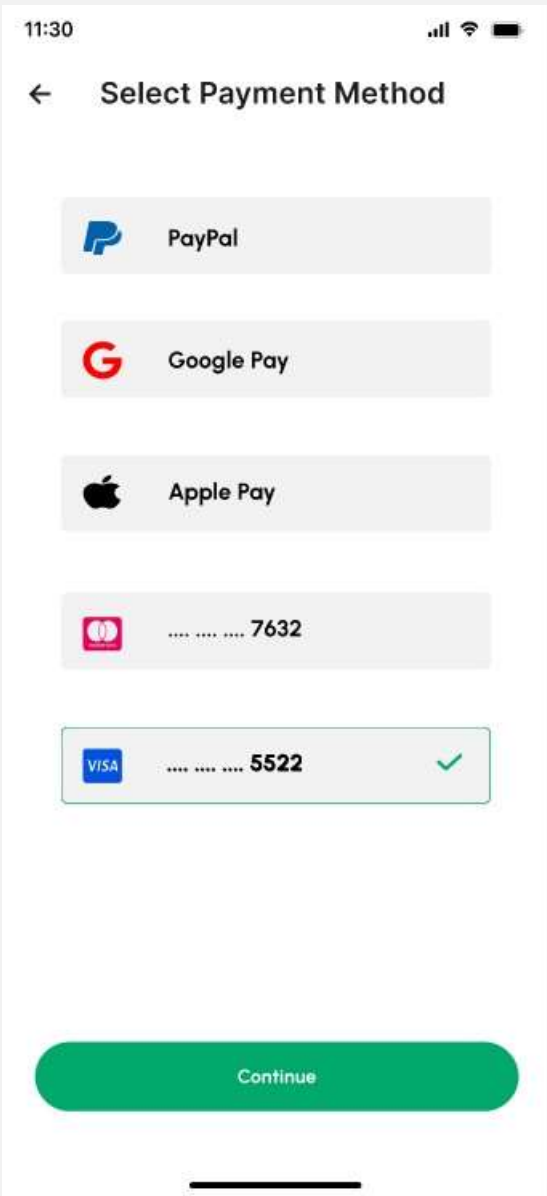 11:30
Select Payment Method
PayPal
Google Pay
Apple Pay
.... .... .... 7632
VISA
.... .... .... 5522
Continue